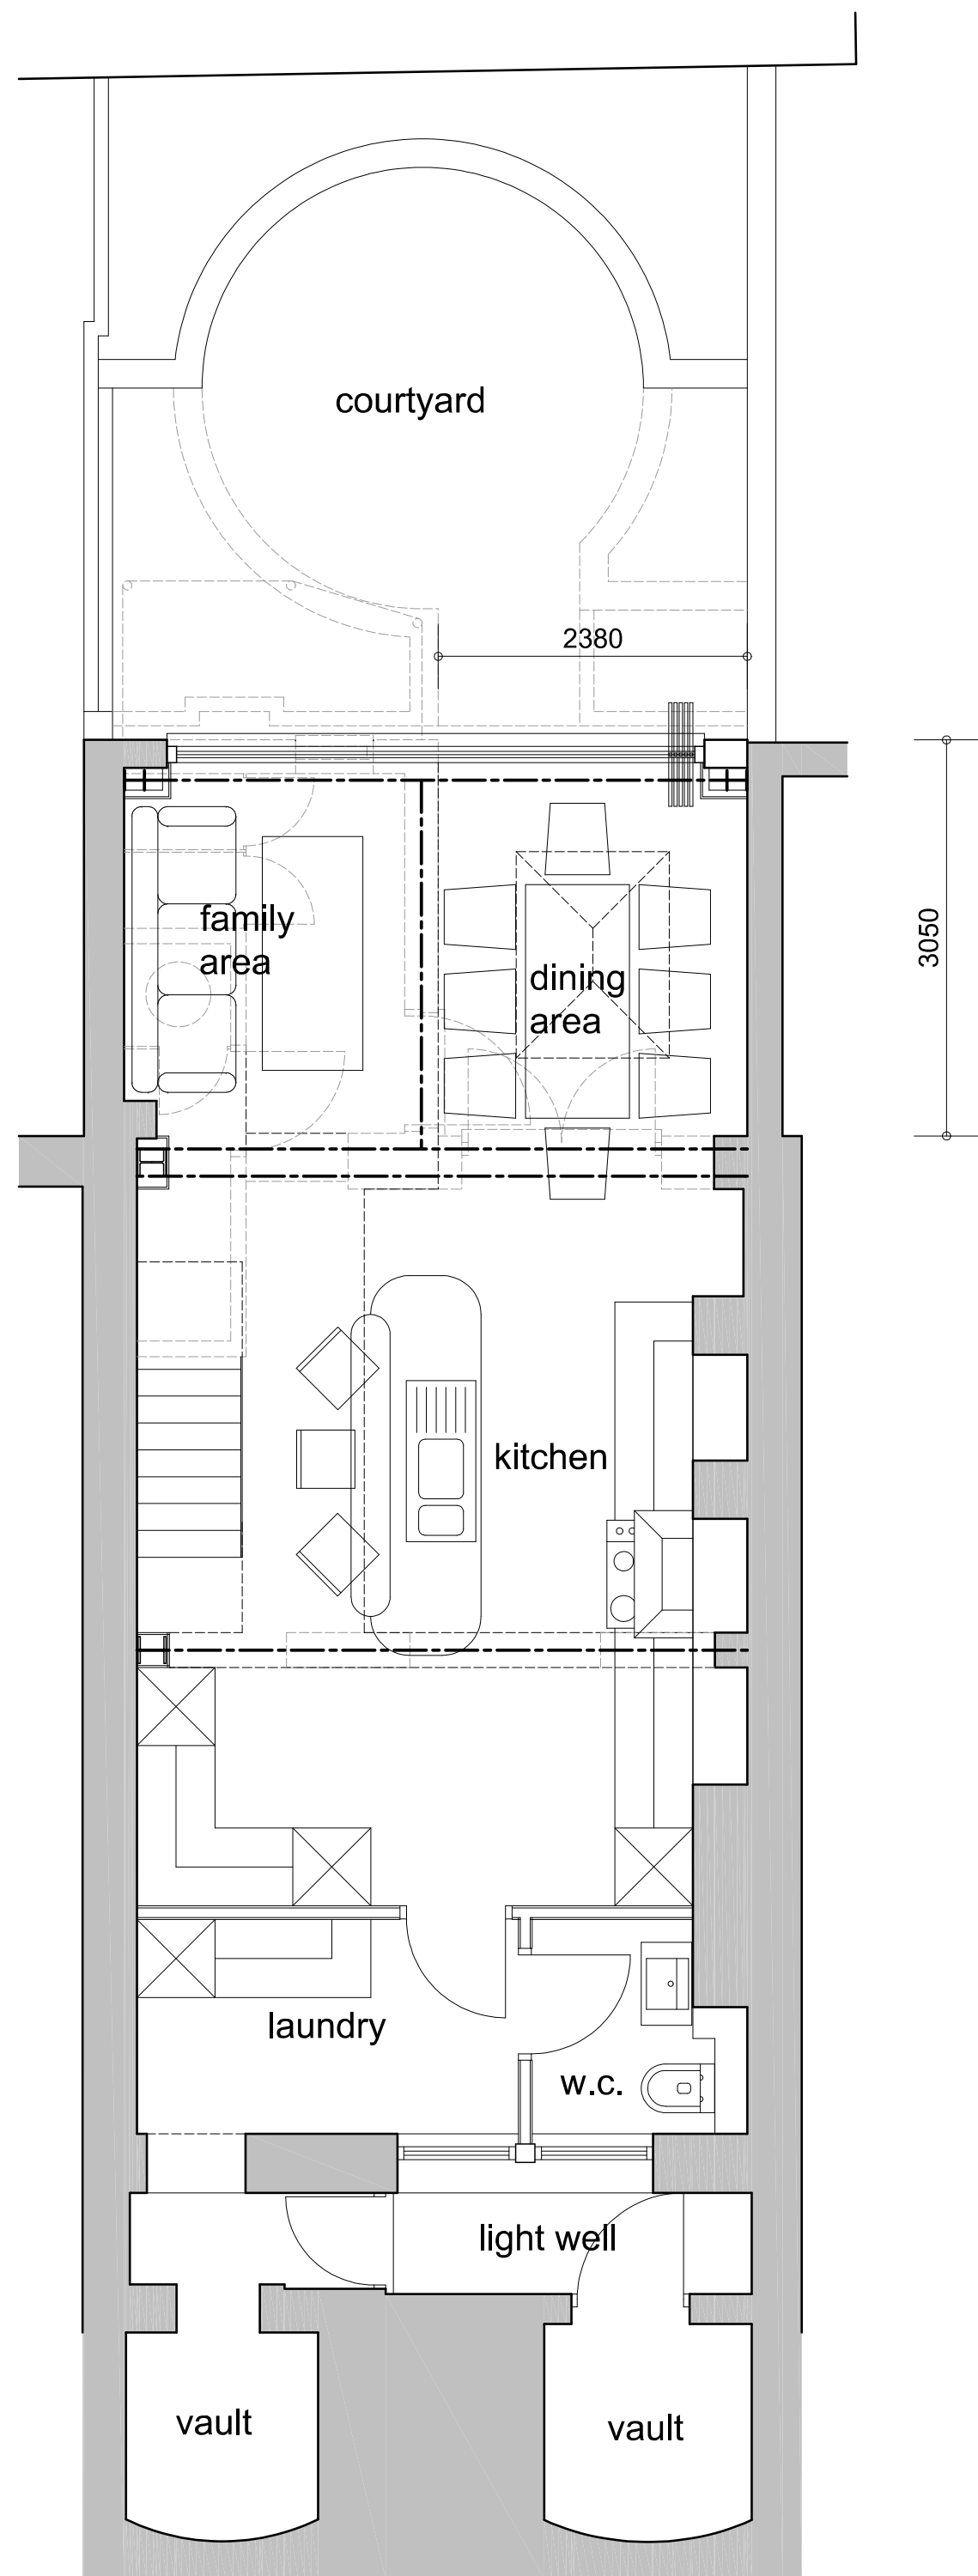 courtyard
2380
3050
family
area
dining
area
kitchen
laundry
w.c.
light well
vault
vault